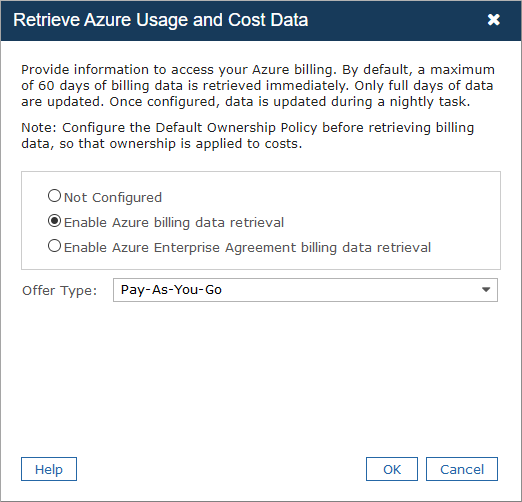 Retrieve Azure Usage and Cost Data
Provide information to access your Azure billing. By default, a maximum
of 60 days of billing data is retrieved immediately. Only full days of data
are updated. Once configured, data is updated during a nightly task.
Note: Configure the Default Ownership Policy before retrieving billing
data, so that ownership is applied to costs.
Not Configured
Enable Azure billing data retrieval
Enable Azure Enterprise Agreement billing data retrieval
Offer Type: Pay-As-You-Go
Help OK Cancel